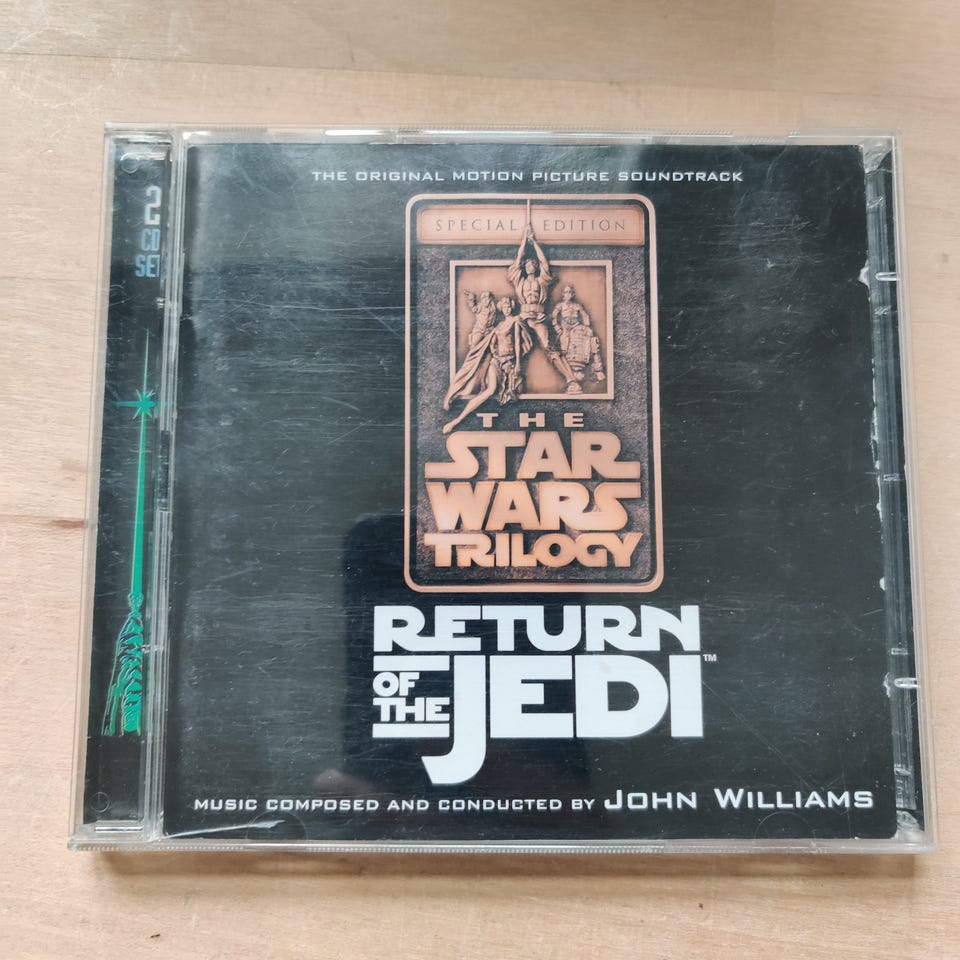 THE ORIGINAL MOTION PICTURE SOUNDTRACK
2
CD
SET
SPECIAL EDITION
THE
STAR
WARS
TRILOGY
RETURN
OF
THE
JEDI™
MUSIC COMPOSED AND CONDUCTED BY JOHN WILLIAMS